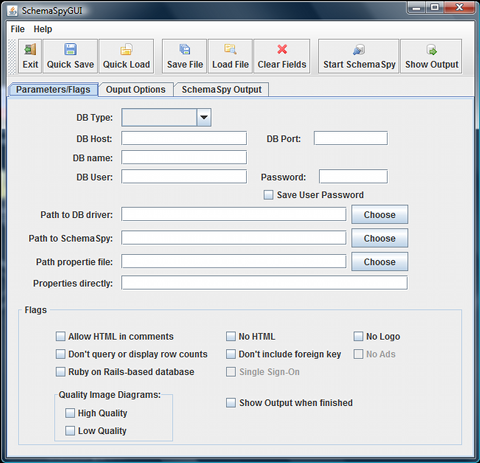 SchemaSpyGUI
File Help
Exit Quick Save Quick Load Save File Load File Clear Fields Start SchemaSpy Show Output
Parameters/Flags Ouput Options SchemaSpy Output
DB Type:
DB Host: DB Port:
DB name:
DB User: Password:
Save User Password
Path to DB driver: Choose
Path to SchemaSpy: Choose
Path propertie file: Choose
Properties directly:
Flags
Allow HTML in comments No HTML No Logo
Don't query or display row counts Don't include foreign key No Ads
Ruby on Rails-based database Single Sign-On
Quality Image Diagrams:
Show Output when finished
High Quality
Low Quality